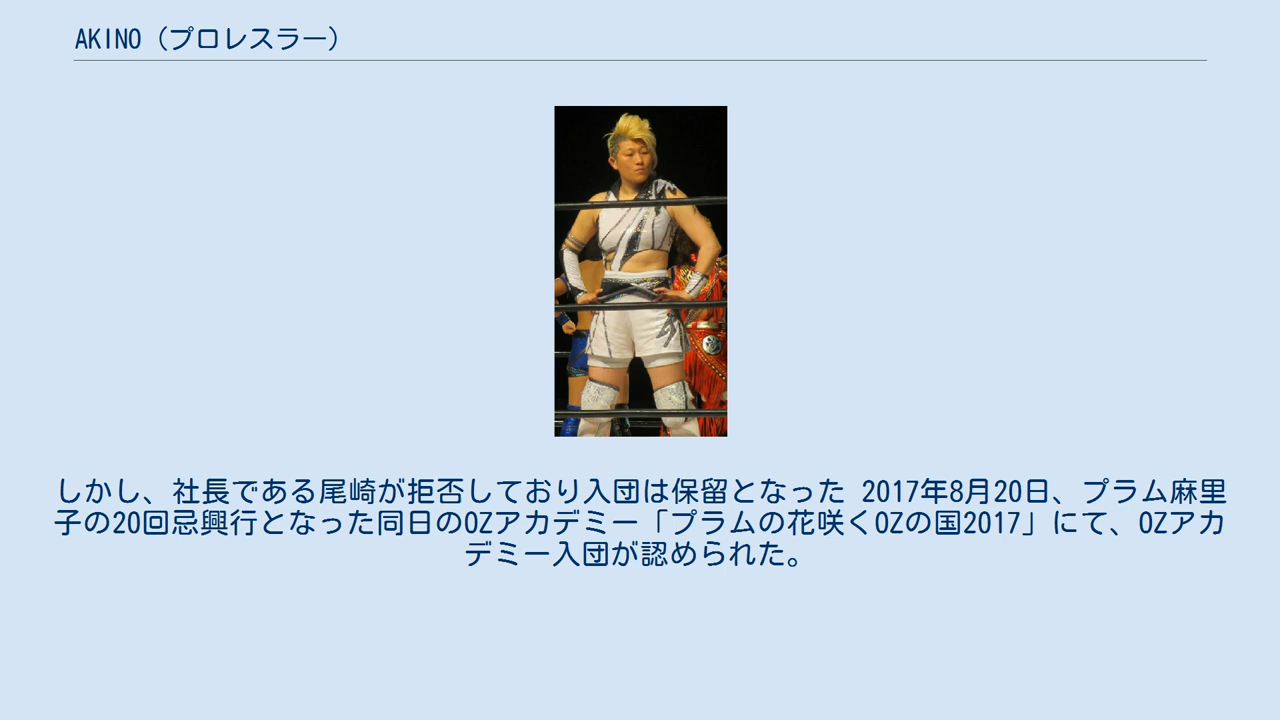 AKINO（プロレスラー）
しかし、社長である尾崎が拒否しており入団は保留となった 2017年8月20日、プラム麻里
子の20回忌興行となった同日のOZアカデミー「プラムの花咲くOZの国2017」にて、OZアカ
デミー入団が認められた。